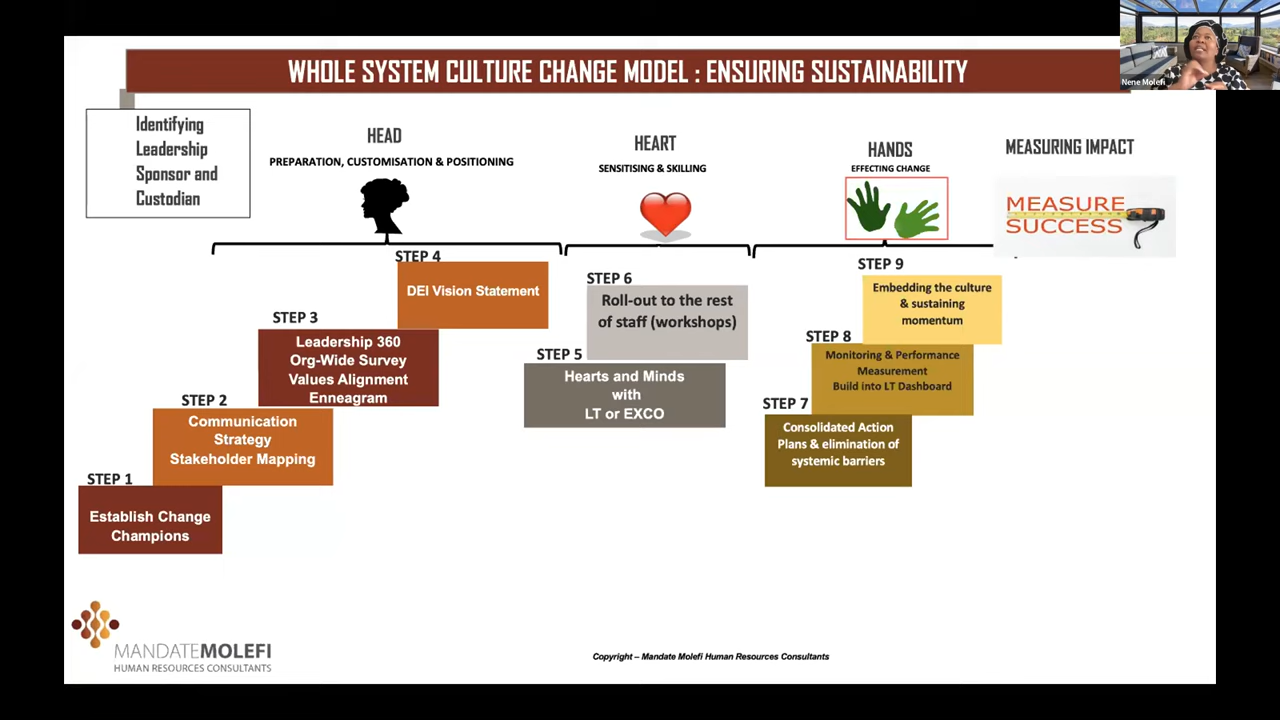 WHOLE SYSTEM CULTURE CHANGE MODEL : ENSURING SUSTAINABILITY
Nene Molefi
Identifying
Leadership
Sponsor and
Custodian
HEAD
PREPARATION, CUSTOMISATION & POSITIONING
HEART
SENSITISING & SKILLING
HANDS
EFFECTING CHANGE
MEASURING IMPACT
MEASURE
SUCCESS
STEP 4
DEI Vision Statement
STEP 3
Leadership 360
Org-Wide Survey
Values Alignment
Enneagram
STEP 2
Communication
Strategy
Stakeholder Mapping
STEP 1
Establish Change
Champions
STEP 6
Roll-out to the rest
of staff (workshops)
STEP 5
Hearts and Minds
with
LT or EXCO
STEP 9
Embedding the culture
& sustaining
momentum
STEP 8
Monitoring & Performance
Measurement
Build into LT Dashboard
STEP 7
Consolidated Action
Plans & elimination of
systemic barriers
MANDATEMOLEFI
HUMAN RESOURCES CONSULTANTS
Copyright – Mandate Molefi Human Resources Consultants